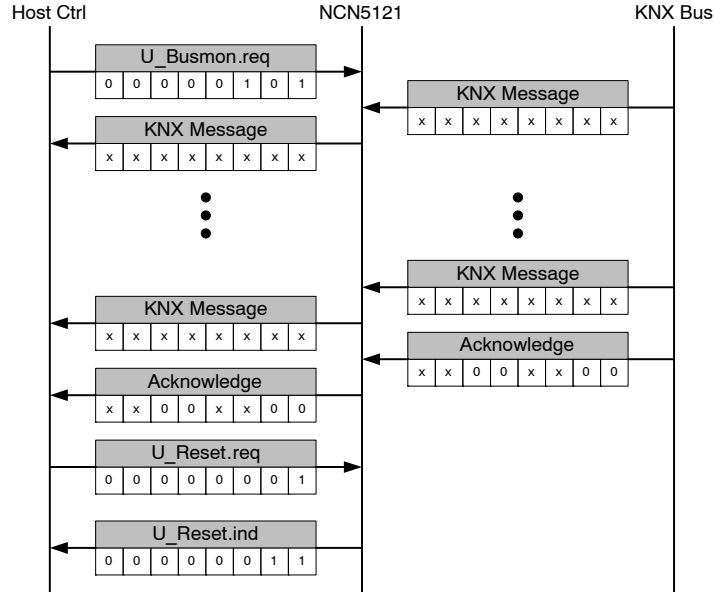 Host Ctrl NCN5121 KNX Bus
U_Busmon.req
0 0 0 0 0 1 0 1
KNX Message
x x x x x x x x
KNX Message
x x x x x x x x
KNX Message
x x x x x x x x
KNX Message
x x x x x x x x
Acknowledge
x x 0 0 x x 0 0
Acknowledge
x x 0 0 x x 0 0
U_Reset.req
0 0 0 0 0 0 0 1
U_Reset.ind
0 0 0 0 0 0 1 1